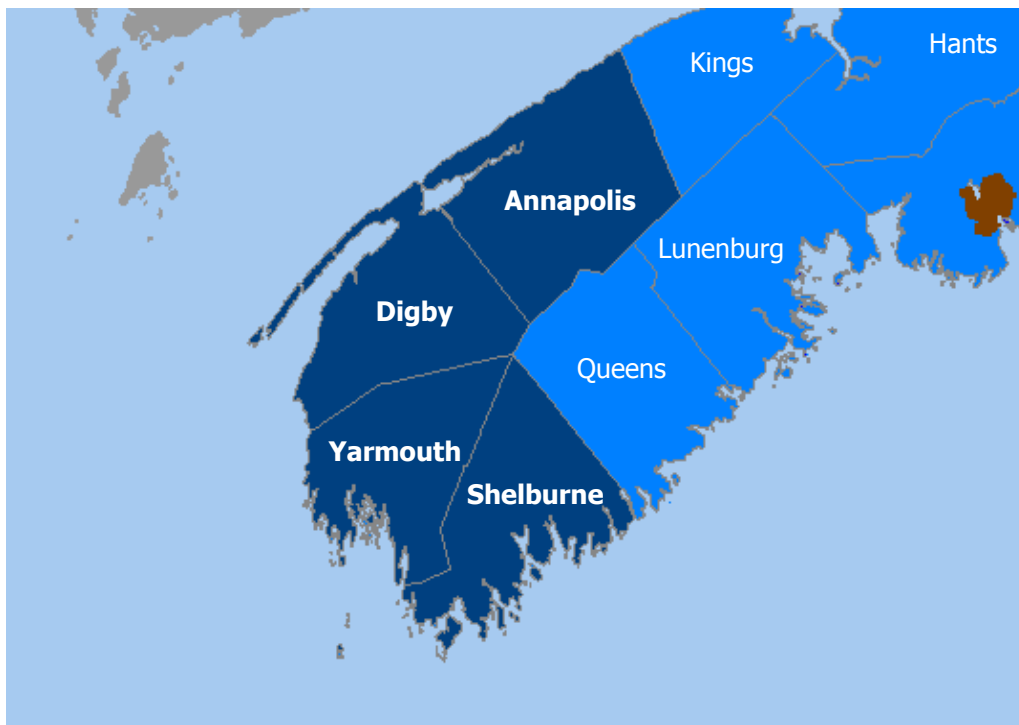 Hants
Kings
Annapolis
Lunenburg
Digby
Queens
Yarmouth
Shelburne